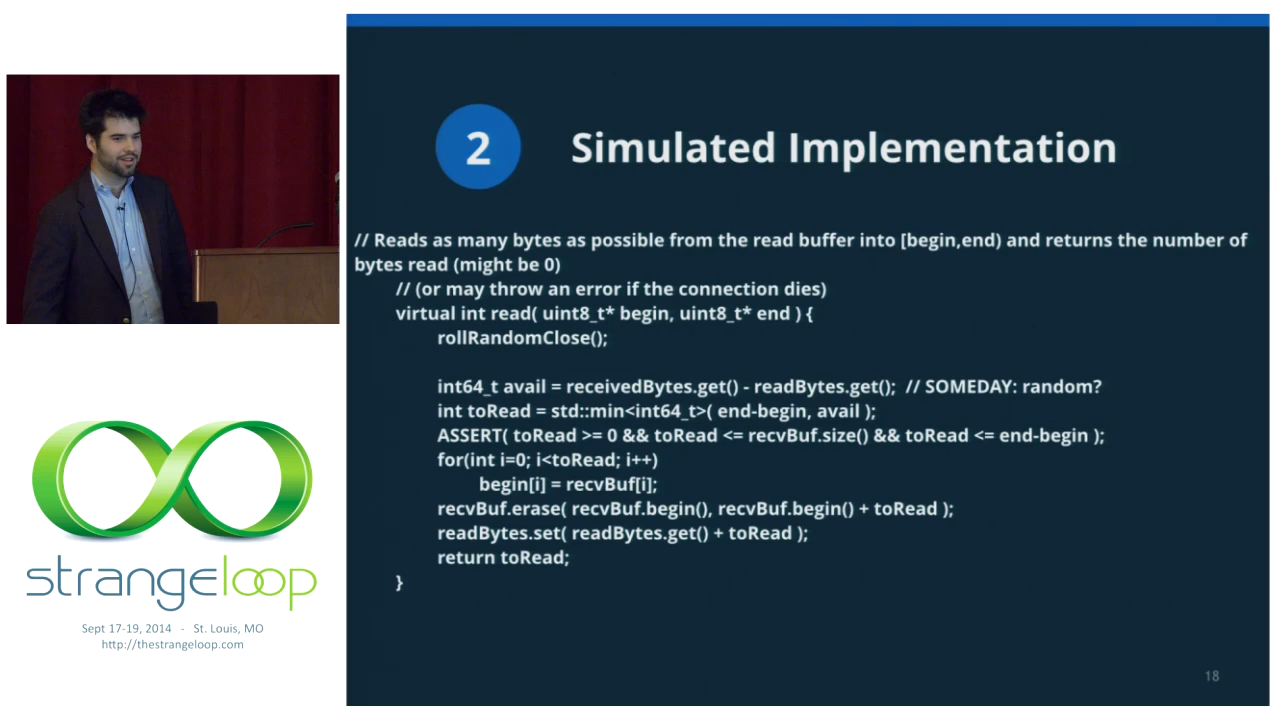 2
Simulated Implementation
// Reads as many bytes as possible from the read buffer into [begin,end) and returns the number of
bytes read (might be 0)
// (or may throw an error if the connection dies)
virtual int read( uint8_t* begin, uint8_t* end ) {
rollRandomClose();
int64_t avail = receivedBytes.get() - readBytes.get(); // SOMEDAY: random?
int toRead = std::min<int64_t>( end-begin, avail );
ASSERT( toRead >= 0 && toRead <= recvBuf.size() && toRead <= end-begin );
for(int i=0; i<toRead; i++)
begin[i] = recvBuf[i];
recvBuf.erase( recvBuf.begin(), recvBuf.begin() + toRead );
readBytes.set( readBytes.get() + toRead );
return toRead;
}
18
strangeloop
Sept 17-19, 2014 - St. Louis, MO
http://thestrangeloop.com